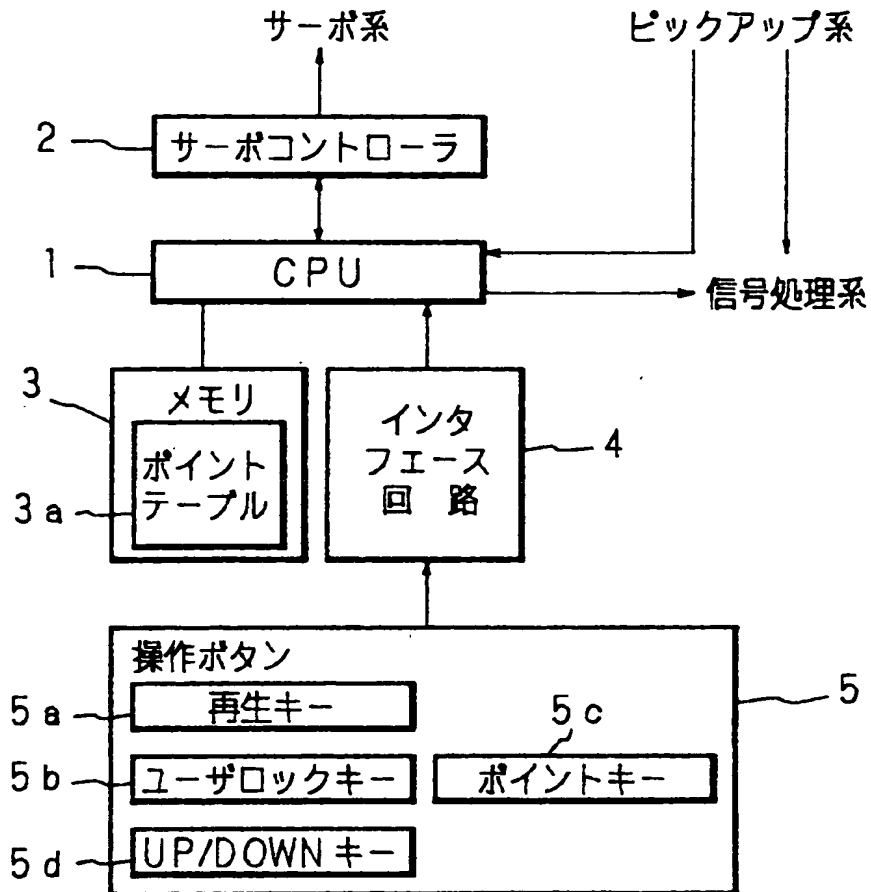 サーボ系
ピックアップ系
2
サーボコントローラ
1
CPU
信号処理系
3
メモリ
ポイント
テーブル
3a
インタ
フエース
回路
4
操作ボタン
5
5a
再生キー
5c
5b
ユーザロックキー
ポイントキー
5d
UP/DOWNキー